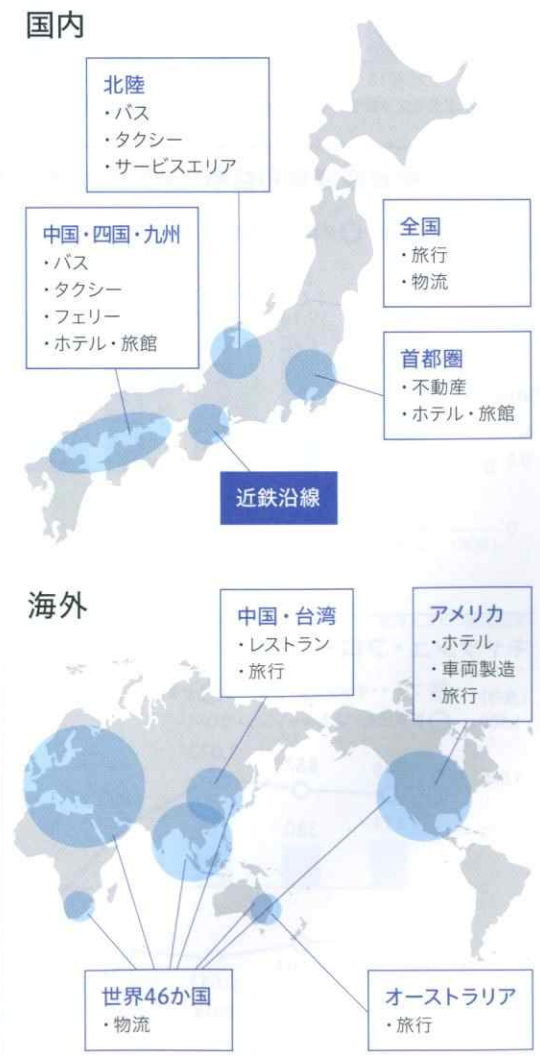 国内
北陸
・バス
・タクシー
・サービスエリア
中国・四国・九州
・バス
・タクシー
・フェリー
・ホテル・旅館
全国
・旅行
・物流
首都圏
・不動産
・ホテル・旅館
近鉄沿線
海外
中国・台湾
・レストラン
・旅行
アメリカ
・ホテル
・車両製造
・旅行
世界46か国
・物流
オーストラリア
・旅行